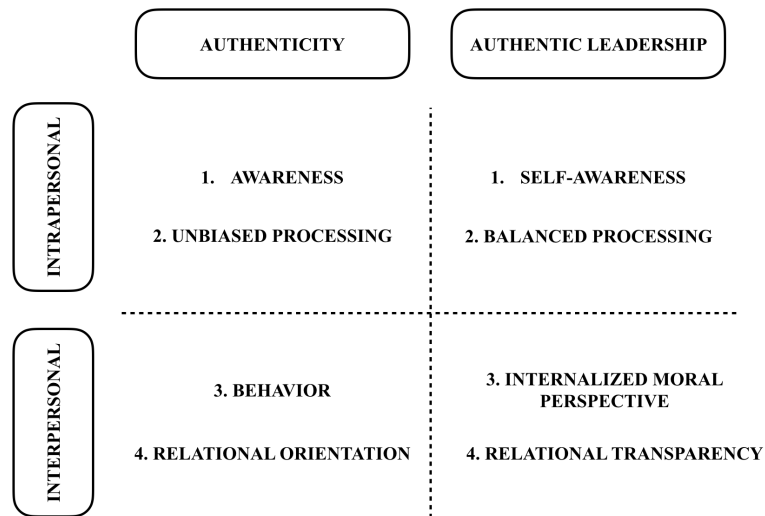 AUTHENTICITY
AUTHENTIC LEADERSHIP
INTRAPERSONAL
1. AWARENESS
2. UNBIASED PROCESSING
1. SELF-AWARENESS
2. BALANCED PROCESSING
INTERPERSONAL
3. BEHAVIOR
4. RELATIONAL ORIENTATION
3. INTERNALIZED MORAL
PERSPECTIVE
4. RELATIONAL TRANSPARENCY